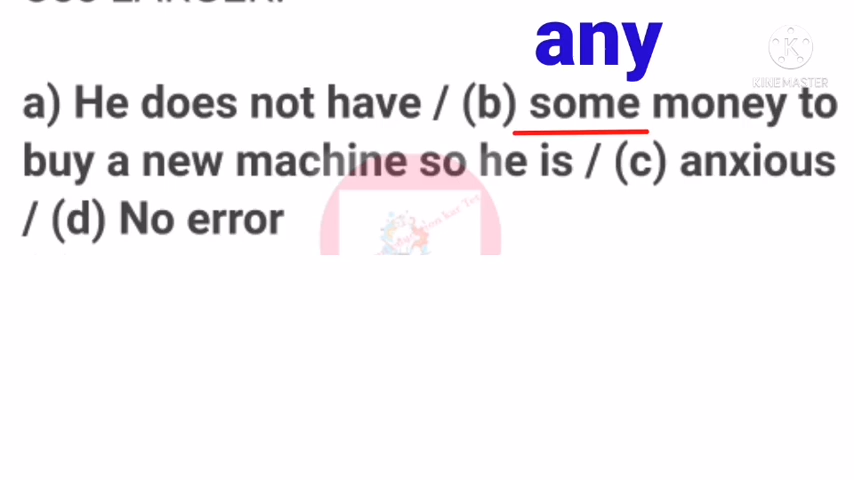 any
KINEMASTER
a) He does not have / (b) some money to
buy a new machine so he is / (c) anxious
/ (d) No error